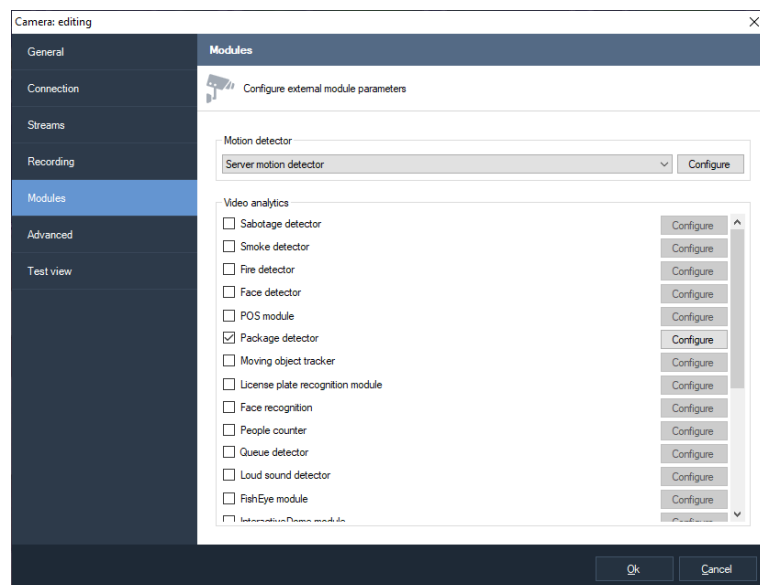 Camera: editing
General
Connection
Streams
Recording
Modules
Advanced
Test view
Modules
Configure external module parameters
Motion detector
Server motion detector Configure
Video analytics
Sabotage detector Configure
Smoke detector Configure
Fire detector Configure
Face detector Configure
POS module Configure
Package detector Configure
Moving object tracker Configure
License plate recognition module Configure
Face recognition Configure
People counter Configure
Queue detector Configure
Loud sound detector Configure
FishEye module Configure
Ok Cancel